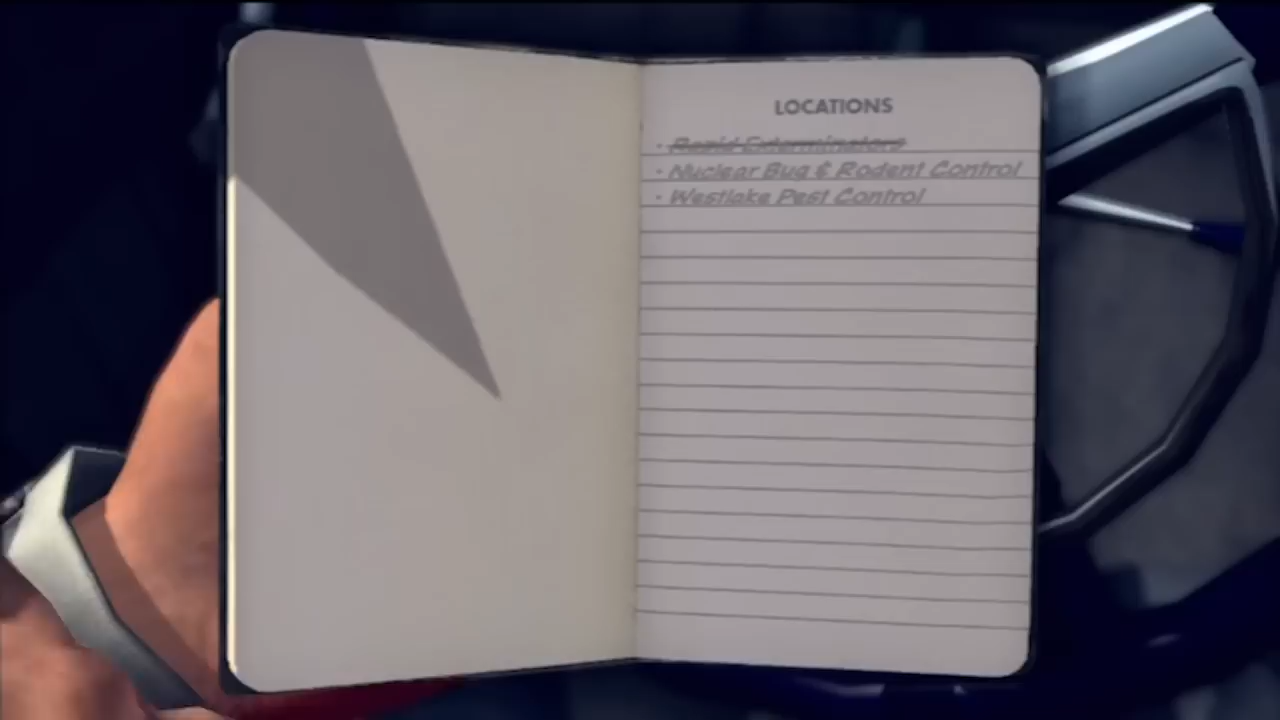 LOCATIONS
· Rapid Exterminators
· Nuclear Bug & Rodent Control
· Westlake Pest Control